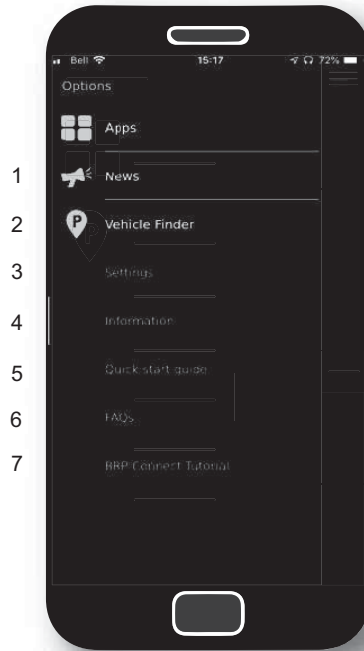 Bell 15:17 72%
Options
Apps
1 News
2 P Vehicle Finder
3 Settings
4 Information
5 Quick start guide
6 FAQs
7 BRP Connect Tutorial